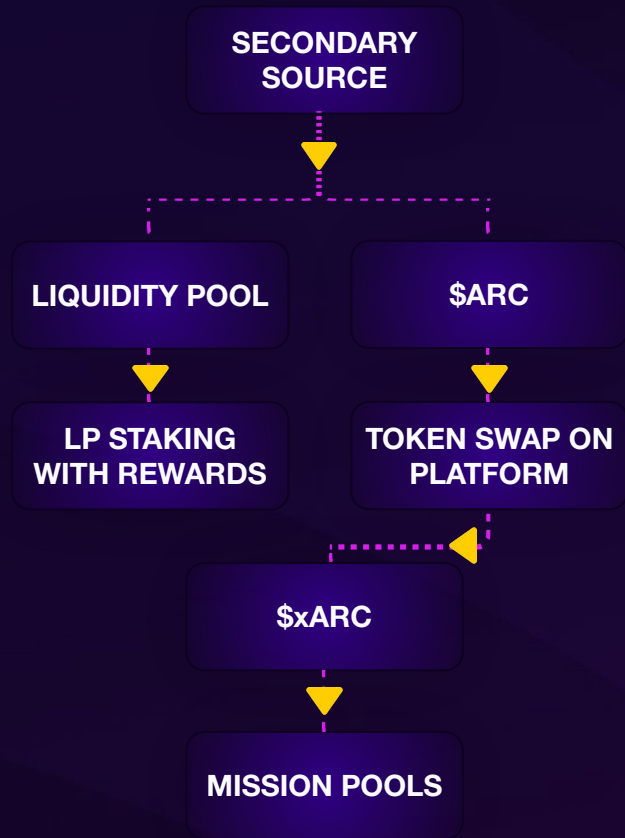 SECONDARY
SOURCE
LIQUIDITY POOL
$ARC
LP STAKING
WITH REWARDS
TOKEN SWAP ON
PLATFORM
$xARC
MISSION POOLS